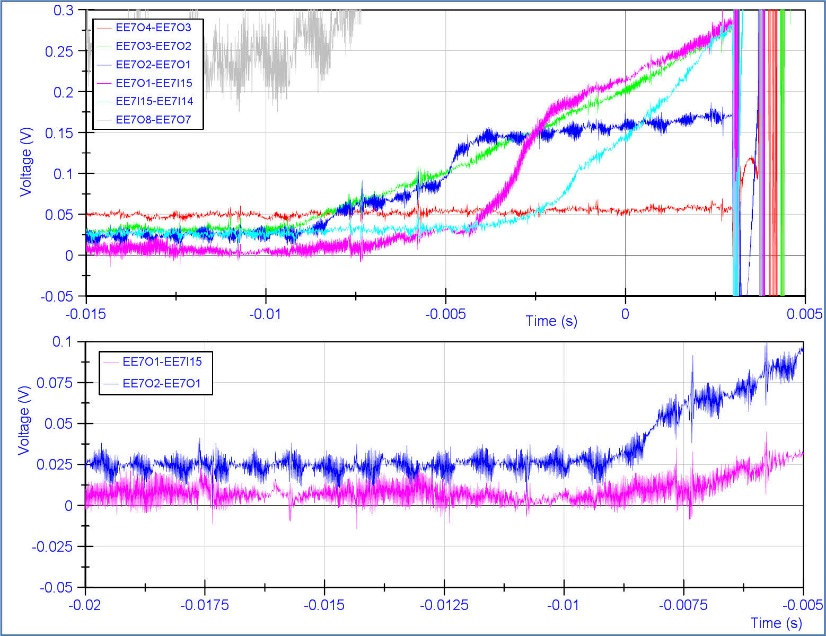 0.3
0.25
0.2
0.15
0.1
0.05
0
-0.05
Voltage (V)
EE7O4-EE7O3
EE7O3-EE7O2
EE7O2-EE7O1
EE7O1-EE7I15
EE7I15-EE7I14
EE7O8-EE7O7
-0.015
-0.01
-0.005
0
0.005
Time (s)
0.1
0.075
0.05
0.025
0
-0.025
-0.05
Voltage (V)
EE7O1-EE7I15
EE7O2-EE7O1
-0.02
-0.0175
-0.015
-0.0125
-0.01
-0.0075
-0.005
Time (s)